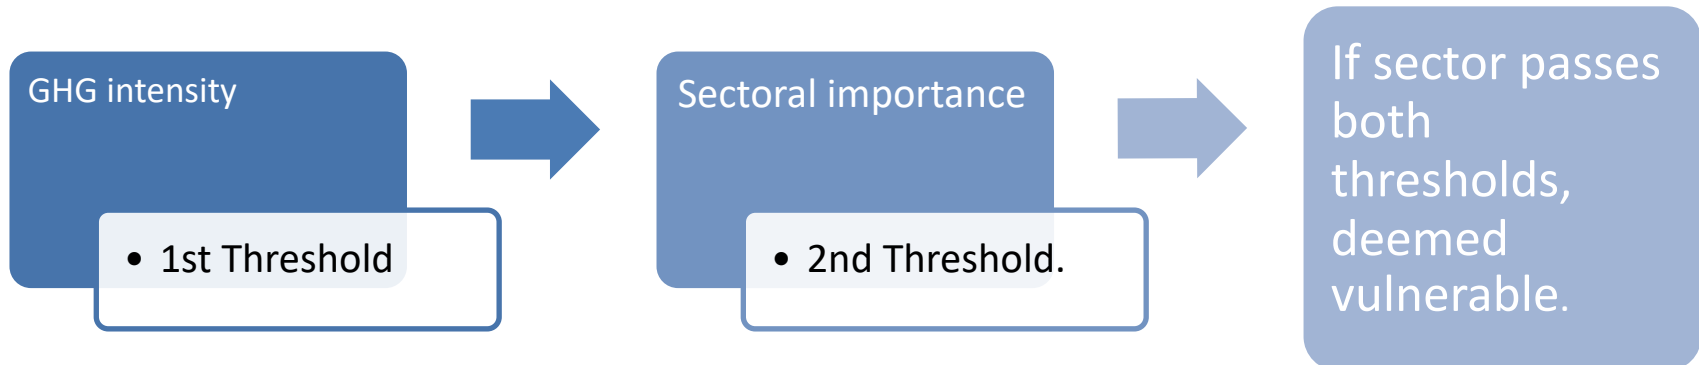 GHG intensity
• 1st Threshold
Sectoral importance
• 2nd Threshold.
If sector passes
both
thresholds,
deemed
vulnerable.